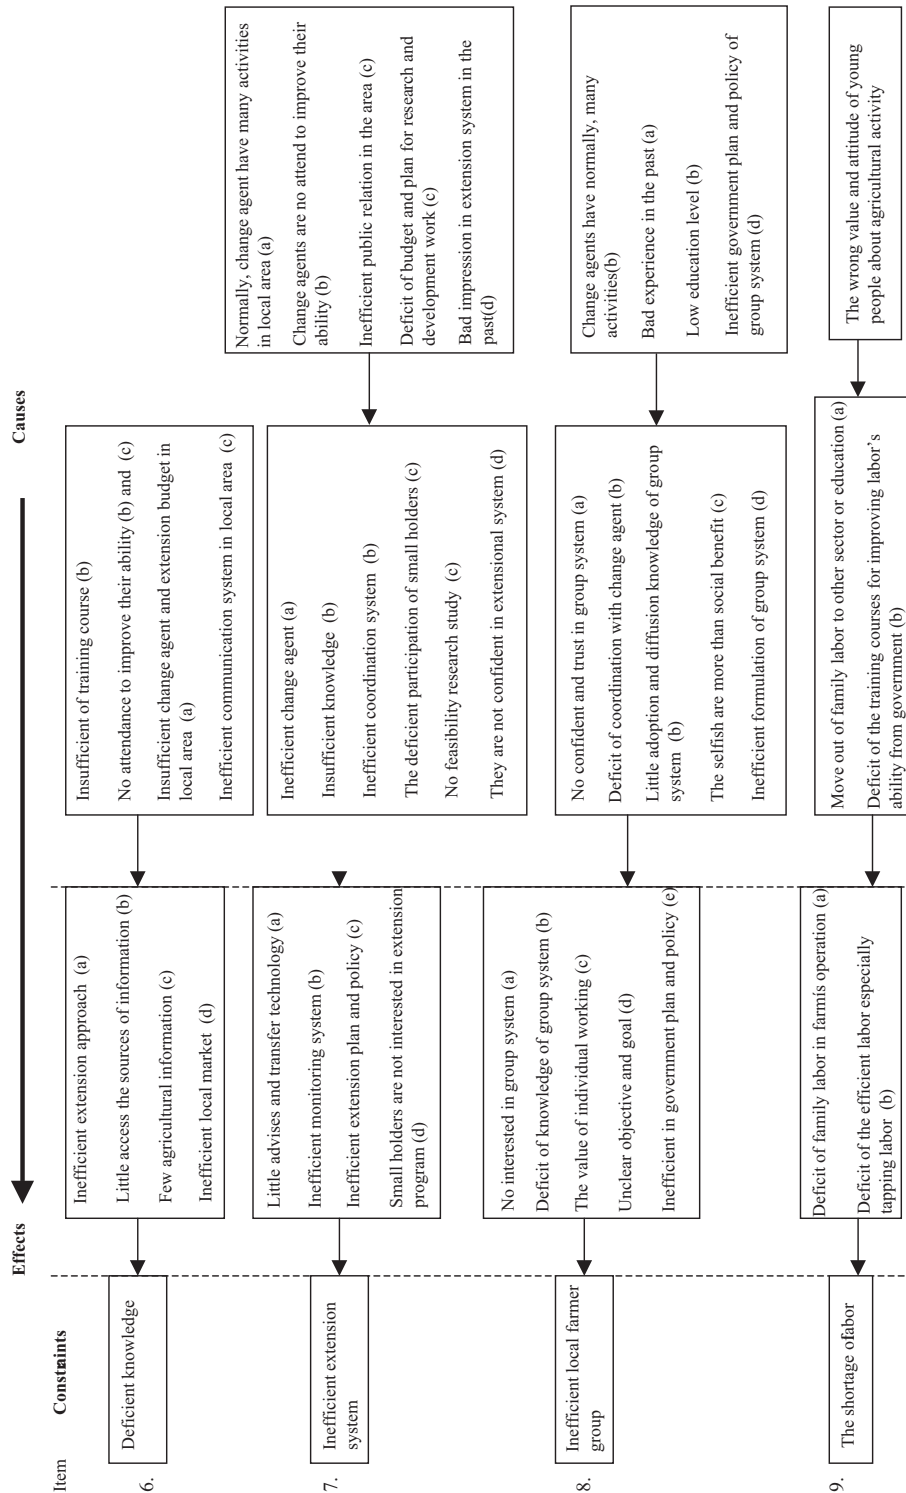 Item
Constraints
Effects
Causes
6.
Deficient knowledge
Inefficient extension approach (a)
Little access the sources of information (b)
Few agricultural information (c)
Inefficient local market (d)
Insufficient of training course (b)
No attendance to improve their ability (b) and (c)
Insufficient change agent and extension budget in
local area (a)
Inefficient communication system in local area (c)
7.
Inefficient extension
system
Little advises and transfer technology (a)
Inefficient monitoring system (b)
Inefficient extension plan and policy (c)
Small holders are not interested in extension
program (d)
Inefficient change agent (a)
Insufficient knowledge (b)
Inefficient coordination system (b)
The deficient participation of small holders (c)
No feasibility research study (c)
They are not confident in extensional system (d)
Normally, change agent have many activities
in local area (a)
Change agents are no attend to improve their
ability (b)
Inefficient public relation in the area (c)
Deficit of budget and plan for research and
development work (c)
Bad impression in extension system in the
past(d)
8.
Inefficient local farmer
group
No interested in group system (a)
Deficit of knowledge of group system (b)
The value of individual working (c)
Unclear objective and goal (d)
Inefficient in government plan and policy (e)
No confident and trust in group system (a)
Deficit of coordination with change agent (b)
Little adoption and diffusion knowledge of group
system (b)
The selfish are more than social benefit (c)
Inefficient formulation of group system (d)
Change agents have normally, many
activities(b)
Bad experience in the past (a)
Low education level (b)
Inefficient government plan and policy of
group system (d)
9.
The shortage ofabor
Deficit of family labor in farmis operation (a)
Deficit of the efficient labor especially
tapping labor (b)
Move out of family labor to other sector or education (a)
Deficit of the training courses for improving labor's
ability from government (b)
The wrong value and attitude of young
people about agricultural activity